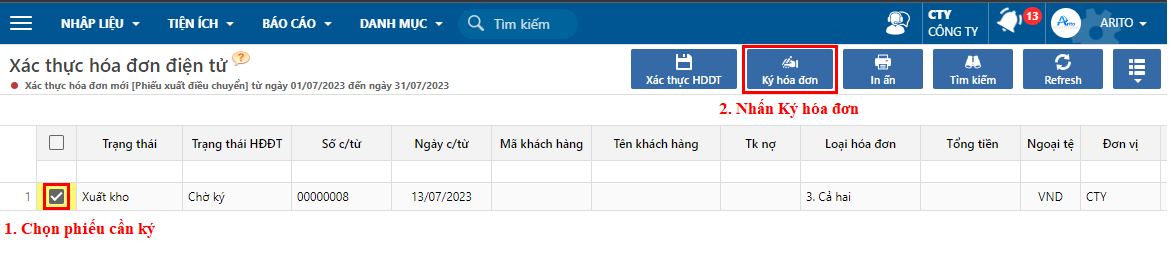 NHẬP LIỆU TIỆN ÍCH BÁO CÁO DANH MỤC Tìm kiếm CTY CÔNG TY 13 Arito ARITO
Xác thực hóa đơn điện tử ?
Xác thực hóa đơn mới [Phiếu xuất điều chuyển] từ ngày 01/07/2023 đến ngày 31/07/2023
Xác thực HDDT Ký hóa đơn In ấn Tìm kiếm Refresh
2. Nhấn Ký hóa đơn
Trạng thái Trạng thái HĐĐT Số c/từ Ngày c/từ Mã khách hàng Tên khách hàng Tk nợ Loại hóa đơn Tổng tiền Ngoại tệ Đơn vị
1 Xuất kho Chờ ký 00000008 13/07/2023 3. Cả hai VND CTY
1. Chọn phiếu cần ký